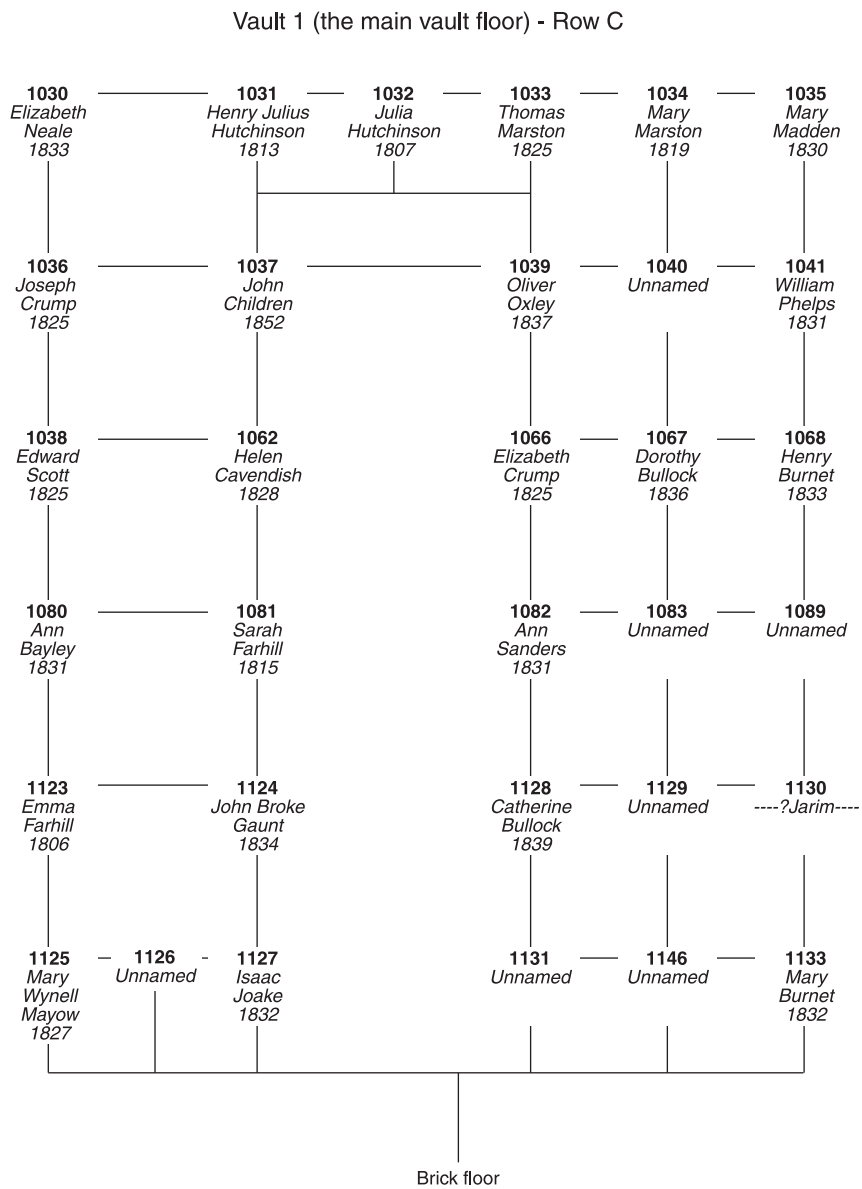 Vault 1 (the main vault floor) - Row C
1030 1031 1032 1033 1034 1035
Elizabeth Henry Julius Julia Thomas Mary Mary
Neale Hutchinson Hutchinson Marston Marston Madden
1833 1813 1807 1825 1819 1830
1036 1037 1039 1040 1041
Joseph John Oliver Unnamed William
Crump Children Oxley Phelps
1825 1852 1837 1831
1038 1062 1066 1067 1068
Edward Helen Elizabeth Dorothy Henry
Scott Cavendish Crump Bullock Burnet
1825 1828 1825 1836 1833
1080 1081 1082 1083 1089
Ann Sarah Ann Unnamed Unnamed
Bayley Farhill Sanders
1831 1815 1831
1123 1124 1128 1129 1130
Emma John Broke Catherine Unnamed ----?Jarim----
Farhill Gaunt Bullock
1806 1834 1839
1125 1126 1127 1131 1146 1133
Mary Unnamed Isaac Unnamed Unnamed Mary
Wynell Joake Burnet
Mayow 1832 1832
1827
Brick floor